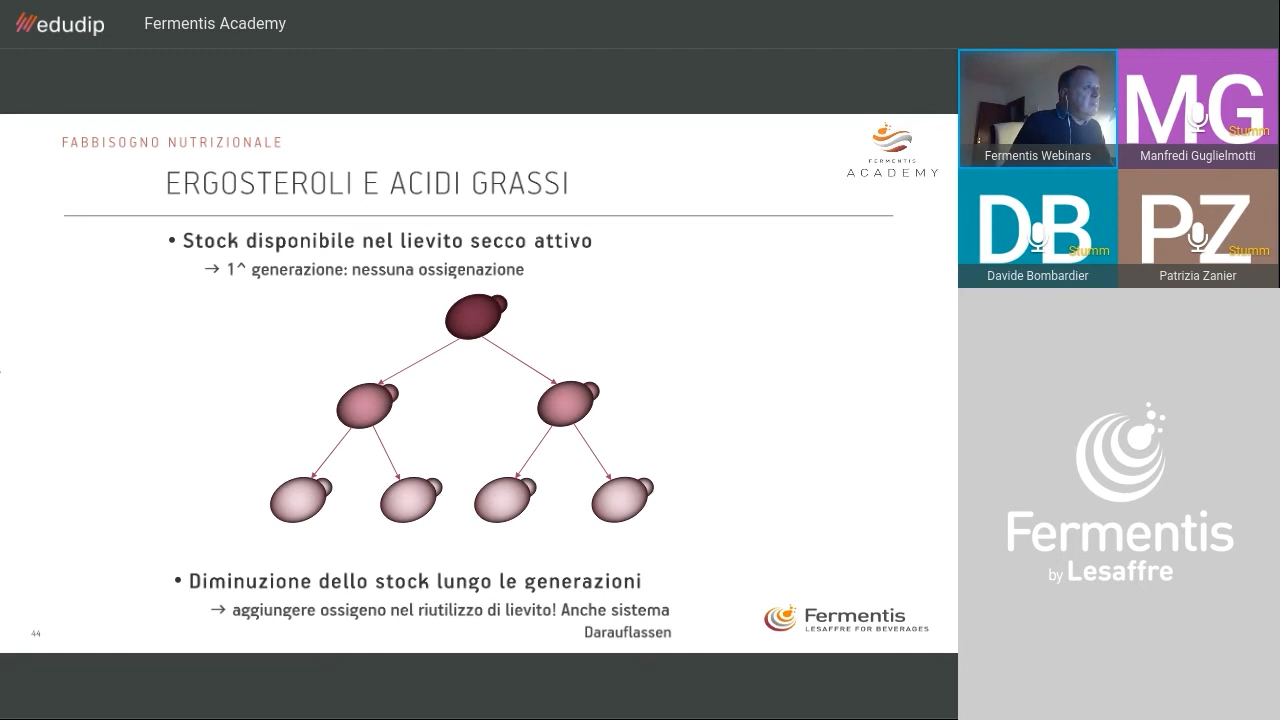 edudip
Fermentis Academy
FABBISOGNO NUTRIZIONALE
ERGOSTEROLI E ACIDI GRASSI
FERMENTIS
ACADEMY
• Stock disponibile nel lievito secco attivo
→ 1^ generazione: nessuna ossigenazione
• Diminuzione dello stock lungo le generazioni
→ aggiungere ossigeno nel riutilizzo di lievito! Anche sistema
Darauflassen
44
Fermentis
LESAFFRE FOR BEVERAGES
Fermentis Webinars
MG
Stumm
Manfredi Guglielmotti
DB
Stumm
Davide Bombardier
PZ
Stumm
Patrizia Zanier
Fermentis
by Lesaffre